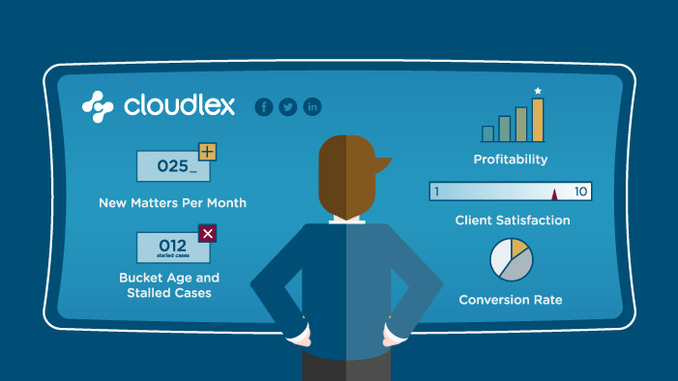 cloudlex
f
in
025_
New Matters Per Month
012
stalled cases
Bucket Age and
Stalled Cases
Profitability
1 10
Client Satisfaction
Conversion Rate